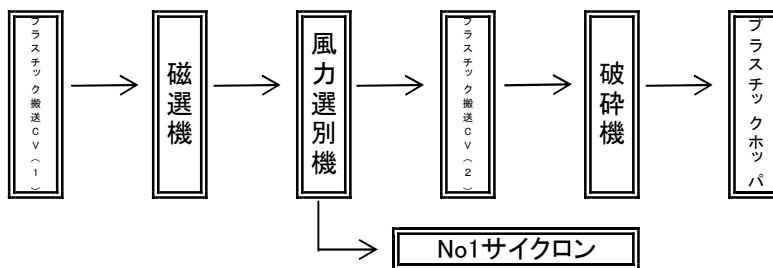 プラスチック搬送CV(1)
磁選機
風力選別機
プラスチック搬送CV(2)
破砕機
プラスチックホッパ
No1サイクロン